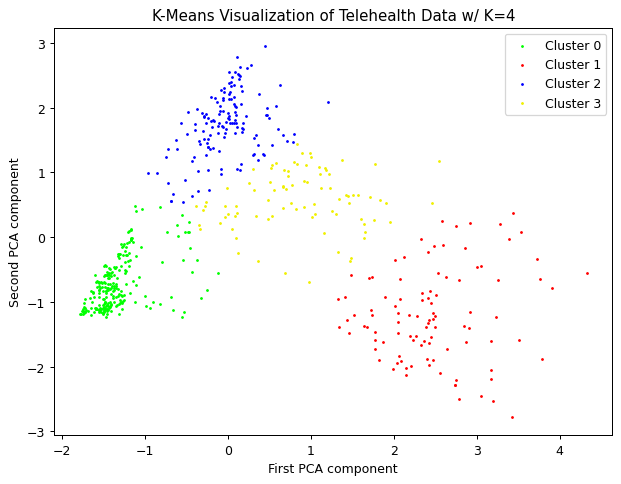 K-Means Visualization of Telehealth Data w/ K=4
Cluster 0
Cluster 1
Cluster 2
Cluster 3
Second PCA component
3
2
1
0
−1
−2
−3
−2 −1 0 1 2 3 4
First PCA component